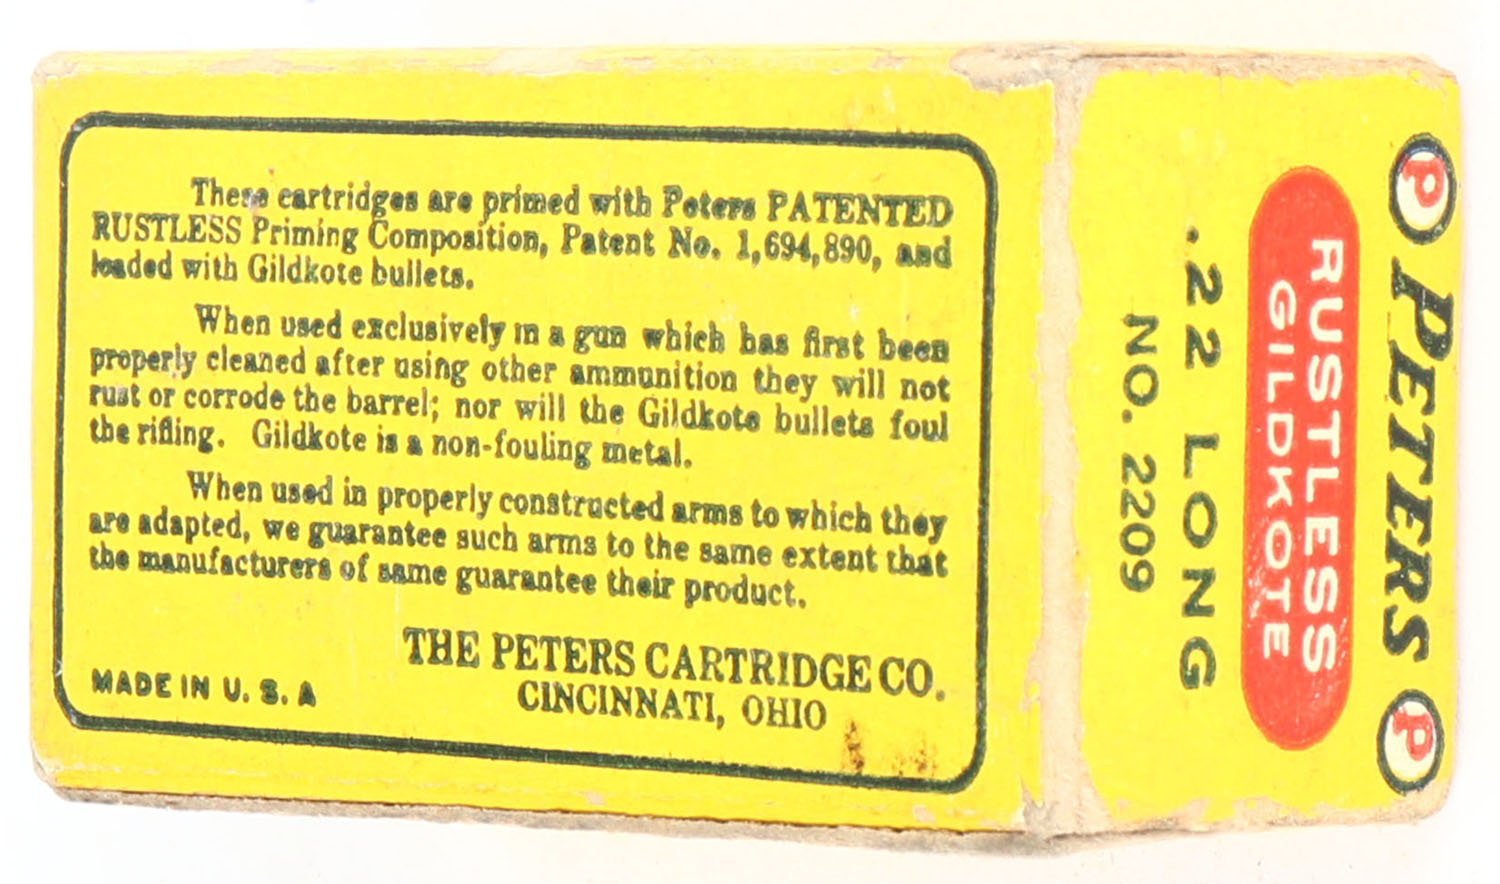 These cartridges are primed with Peters PATENTED
RUSTLESS Priming Composition, Patent No. 1,694,890, and
loaded with Gildkote bullets.
When used exclusively in a gun which has first been
properly cleaned after using other ammunition they will not
rust or corrode the barrel; nor will the Gildkote bullets foul
the rifling. Gildkote is a non-fouling metal.
When used in properly constructed arms to which they
are adapted, we guarantee such arms to the same extent that
the manufacturers of same guarantee their product.
THE PETERS CARTRIDGE CO.
CINCINNATI, OHIO
MADE IN U. S. A
P PETERS P
RUSTLESS
GILDKOTE
.22 LONG
NO. 2209